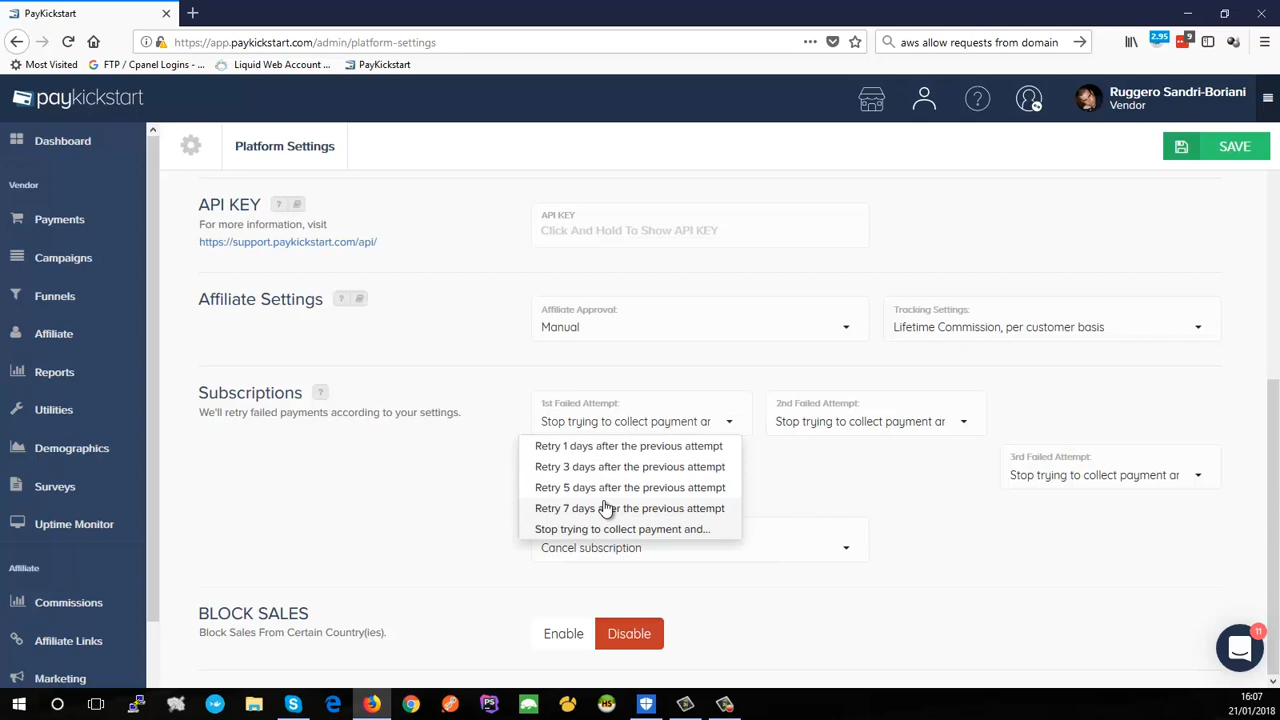 PayKickstart
https://app.paykickstart.com/admin/platform-settings
aws allow requests from domain
2.95
9
Most Visited
FTP / Cpanel Logins - ...
Liquid Web Account ...
PayKickstart
paykickstart
Ruggero Sandri-Boriani
Vendor
Dashboard
Platform Settings
SAVE
Vendor
Payments
Campaigns
Funnels
Affiliate
Reports
Utilities
Demographics
Surveys
Uptime Monitor
Affiliate
Commissions
Affiliate Links
Marketing
API KEY ?
For more information, visit
https://support.paykickstart.com/api/
API KEY
Click And Hold To Show API KEY
Affiliate Settings ?
Affiliate Approval:
Manual
Tracking Settings:
Lifetime Commission, per customer basis
Subscriptions ?
We'll retry failed payments according to your settings.
1st Failed Attempt:
Stop trying to collect payment ar
2nd Failed Attempt:
Stop trying to collect payment ar
3rd Failed Attempt:
Stop trying to collect payment ar
Retry 1 days after the previous attempt
Retry 3 days after the previous attempt
Retry 5 days after the previous attempt
Retry 7 days after the previous attempt
Stop trying to collect payment and...
Cancel subscription
BLOCK SALES
Block Sales From Certain Country(ies).
Enable
Disable
11
16:07
21/01/2018